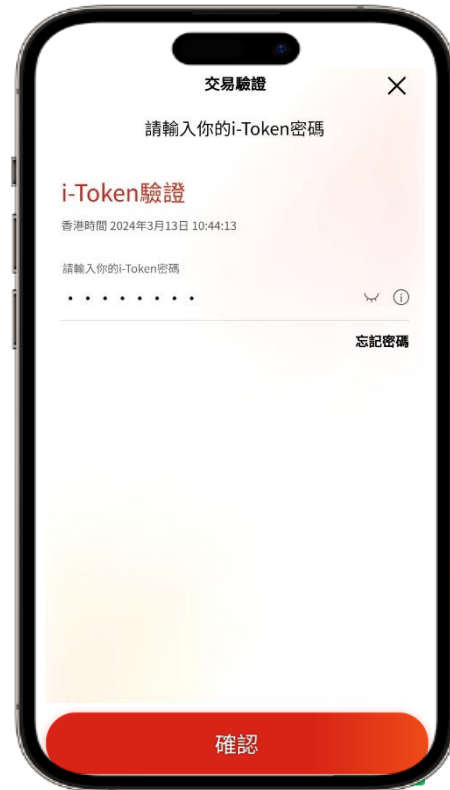 交易驗證
請輸入你的i-Token密碼
i-Token驗證
香港時間 2024年3月13日 10:44:13
請輸入你的i-Token密碼
• • • • • • • •
忘記密碼
確認